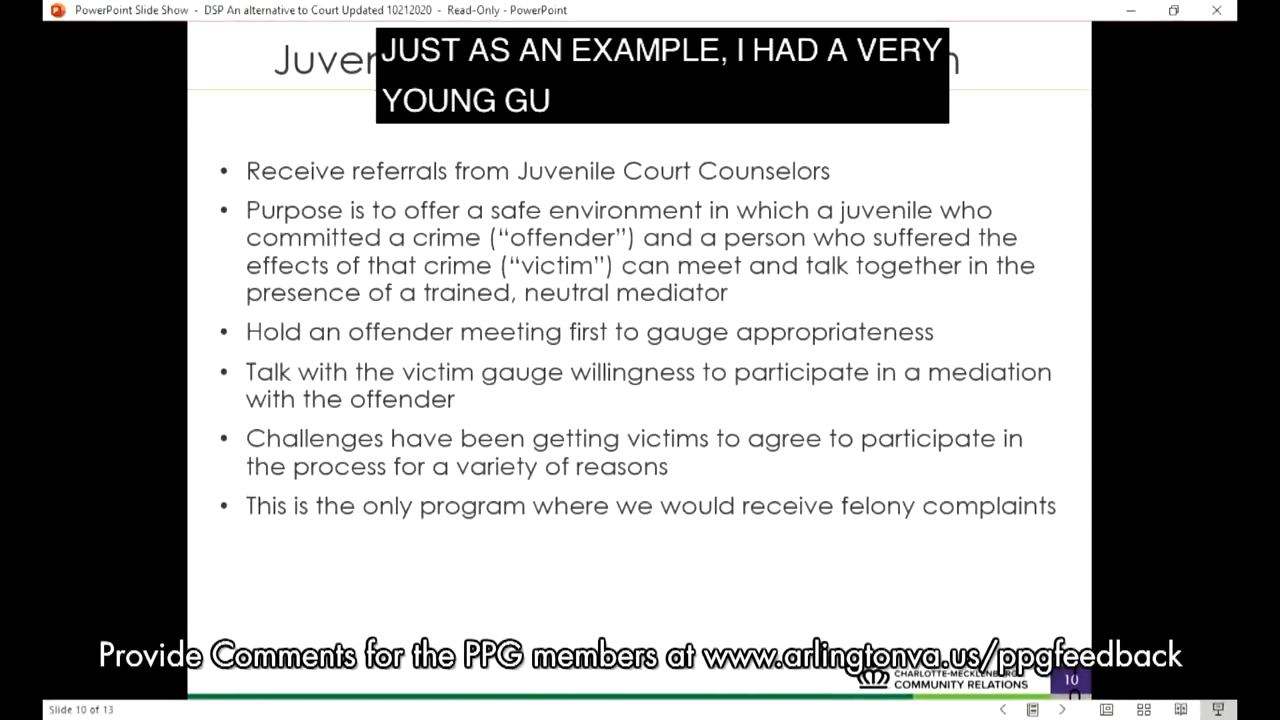 PowerPoint Slide Show - DSP An alternative to Court Updated 10212020 - Read-Only - PowerPoint
JUST AS AN EXAMPLE, I HAD A VERY
YOUNG GU
• Receive referrals from Juvenile Court Counselors
• Purpose is to offer a safe environment in which a juvenile who
committed a crime (“offender”) and a person who suffered the
effects of that crime (“victim”) can meet and talk together in the
presence of a trained, neutral mediator
• Hold an offender meeting first to gauge appropriateness
• Talk with the victim gauge willingness to participate in a mediation
with the offender
• Challenges have been getting victims to agree to participate in
the process for a variety of reasons
• This is the only program where we would receive felony complaints
Provide Comments for the PPG members at www.arlingtonva.us/ppgfeedback
CHARLOTTE-MECKLENBURG
COMMUNITY RELATIONS
10
Slide 10 of 13